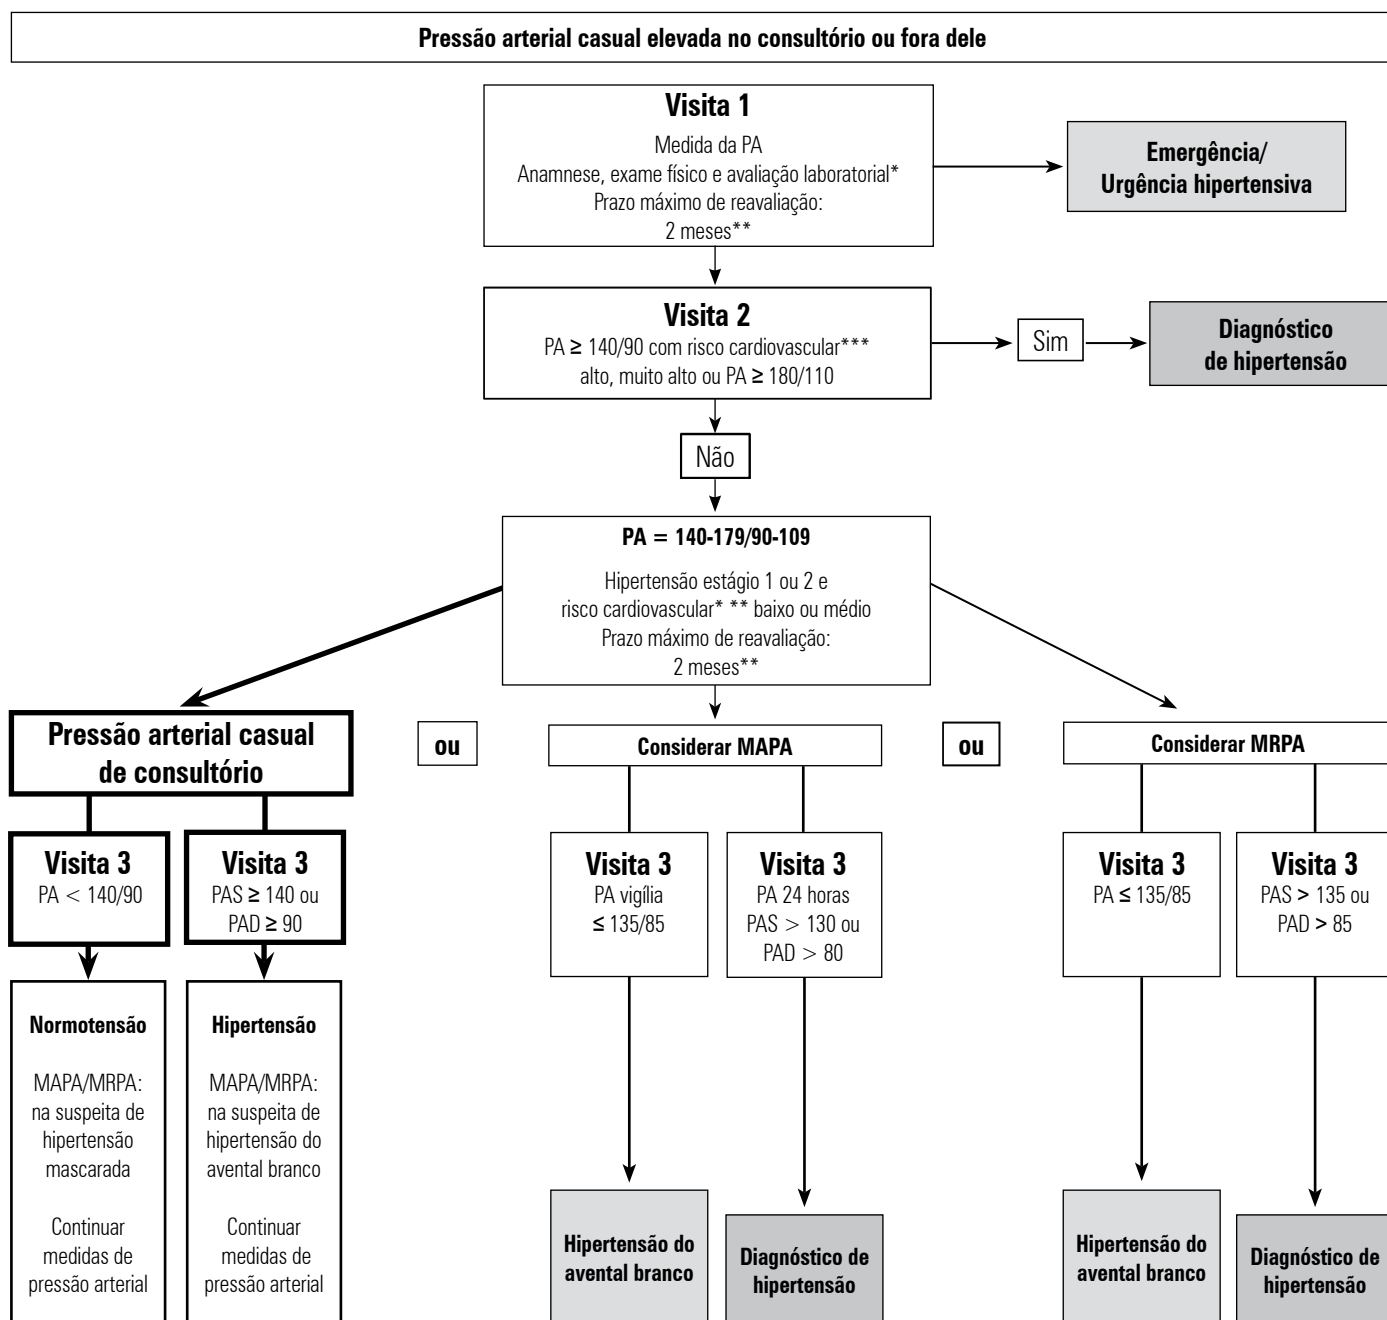 Pressão arterial casual elevada no consultório ou fora dele
Visita 1
Medida da PA
Anamnese, exame físico e avaliação laboratorial*
Prazo máximo de reavaliação:
2 meses**
Emergência/
Urgência hipertensiva
Visita 2
PA ≥ 140/90 com risco cardiovascular***
alto, muito alto ou PA ≥ 180/110
Sim
Diagnóstico
de hipertensão
Não
PA = 140-179/90-109
Hipertensão estágio 1 ou 2 e
risco cardiovascular* ** baixo ou médio
Prazo máximo de reavaliação:
2 meses**
Pressão arterial casual
de consultório
ou
Considerar MAPA
ou
Considerar MRPA
Visita 3
PA < 140/90
Visita 3
PAS ≥ 140 ou
PAD ≥ 90
Visita 3
PA vigília
≤ 135/85
Visita 3
PA 24 horas
PAS > 130 ou
PAD > 80
Visita 3
PA ≤ 135/85
Visita 3
PAS > 135 ou
PAD > 85
Normotensão
MAPA/MRPA:
na suspeita de
hipertensão
mascarada
Continuar
medidas de
pressão arterial
Hipertensão
MAPA/MRPA:
na suspeita de
hipertensão do
avental branco
Continuar
medidas de
pressão arterial
Hipertensão do
avental branco
Diagnóstico de
hipertensão
Hipertensão do
avental branco
Diagnóstico de
hipertensão